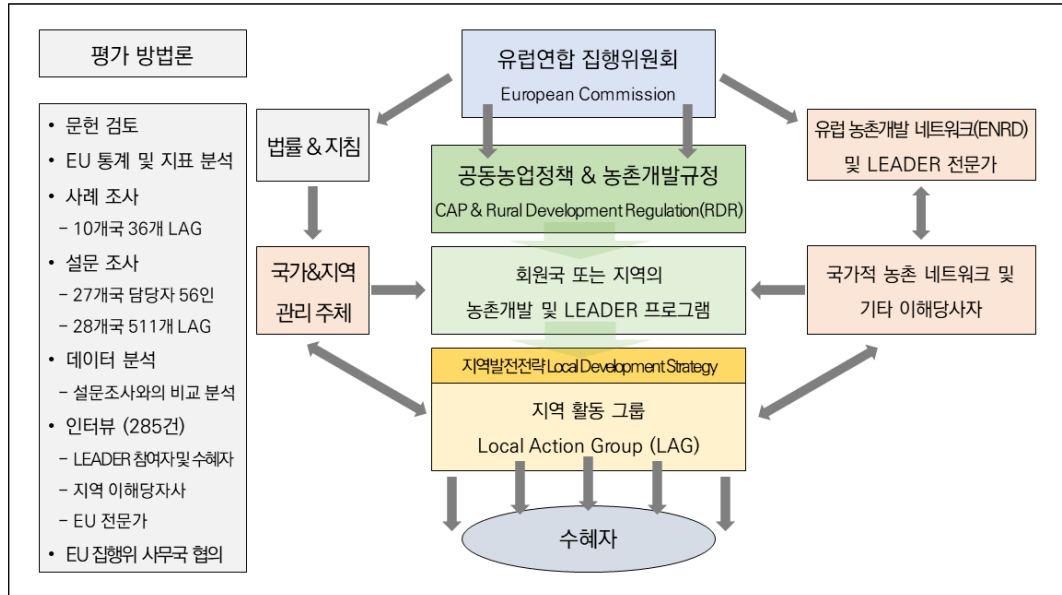 평가 방법론
• 문헌 검토
• EU 통계 및 지표 분석
• 사례 조사
– 10개국 36개 LAG
• 설문 조사
– 27개국 담당자 56인
– 28개국 511개 LAG
• 데이터 분석
– 설문조사와의 비교 분석
• 인터뷰 (285건)
– LEADER 참여자 및 수혜자
– 지역 이해당자사
– EU 전문가
• EU 집행위 사무국 협의
유럽연합 집행위원회
European Commission
법률 & 지침
공동농업정책 & 농촌개발규정
CAP & Rural Development Regulation(RDR)
유럽 농촌개발 네트워크(ENRD)
및 LEADER 전문가
국가&지역
관리 주체
회원국 또는 지역의
농촌개발 및 LEADER 프로그램
국가적 농촌 네트워크 및
기타 이해당사자
지역발전전략 Local Development Strategy
지역 활동 그룹
Local Action Group (LAG)
수혜자